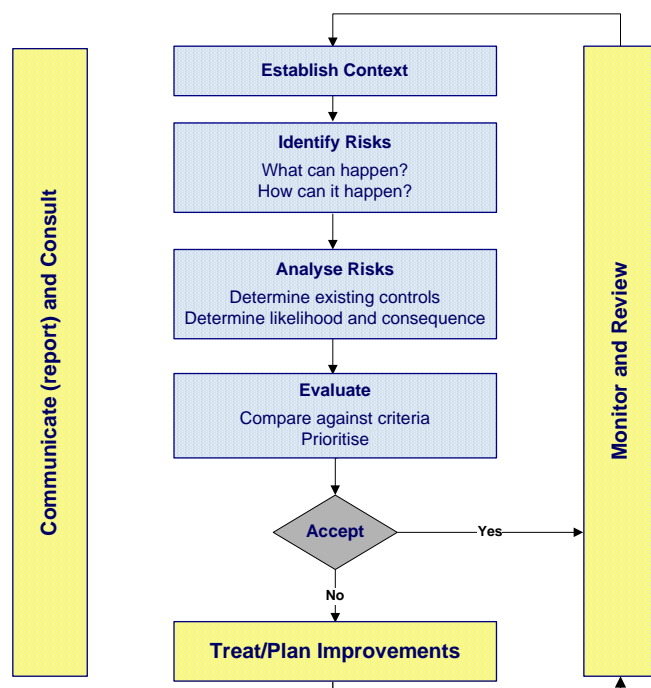 Establish Context
Identify Risks
What can happen?
How can it happen?
Analyse Risks
Determine existing controls
Determine likelihood and consequence
Evaluate
Compare against criteria
Prioritise
Accept
Yes
No
Treat/Plan Improvements
Communicate (report) and Consult
Monitor and Review